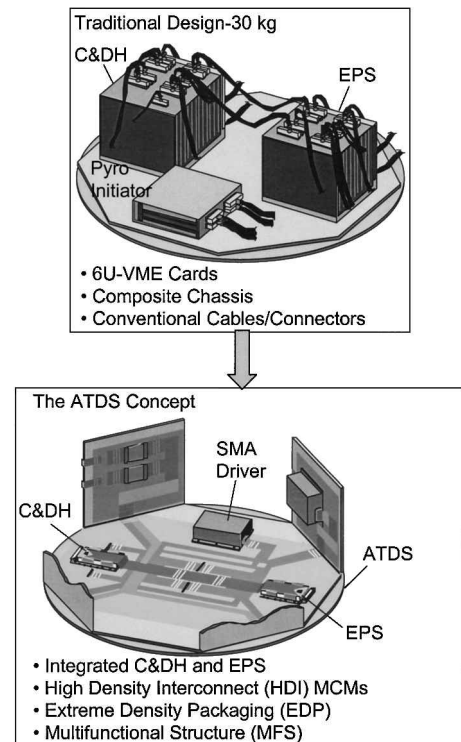 Traditional Design-30 kg
C&DH
EPS
Pyro
Initiator
• 6U-VME Cards
• Composite Chassis
• Conventional Cables/Connectors
The ATDS Concept
SMA
Driver
C&DH
ATDS
EPS
• Integrated C&DH and EPS
• High Density Interconnect (HDI) MCMs
• Extreme Density Packaging (EDP)
• Multifunctional Structure (MFS)